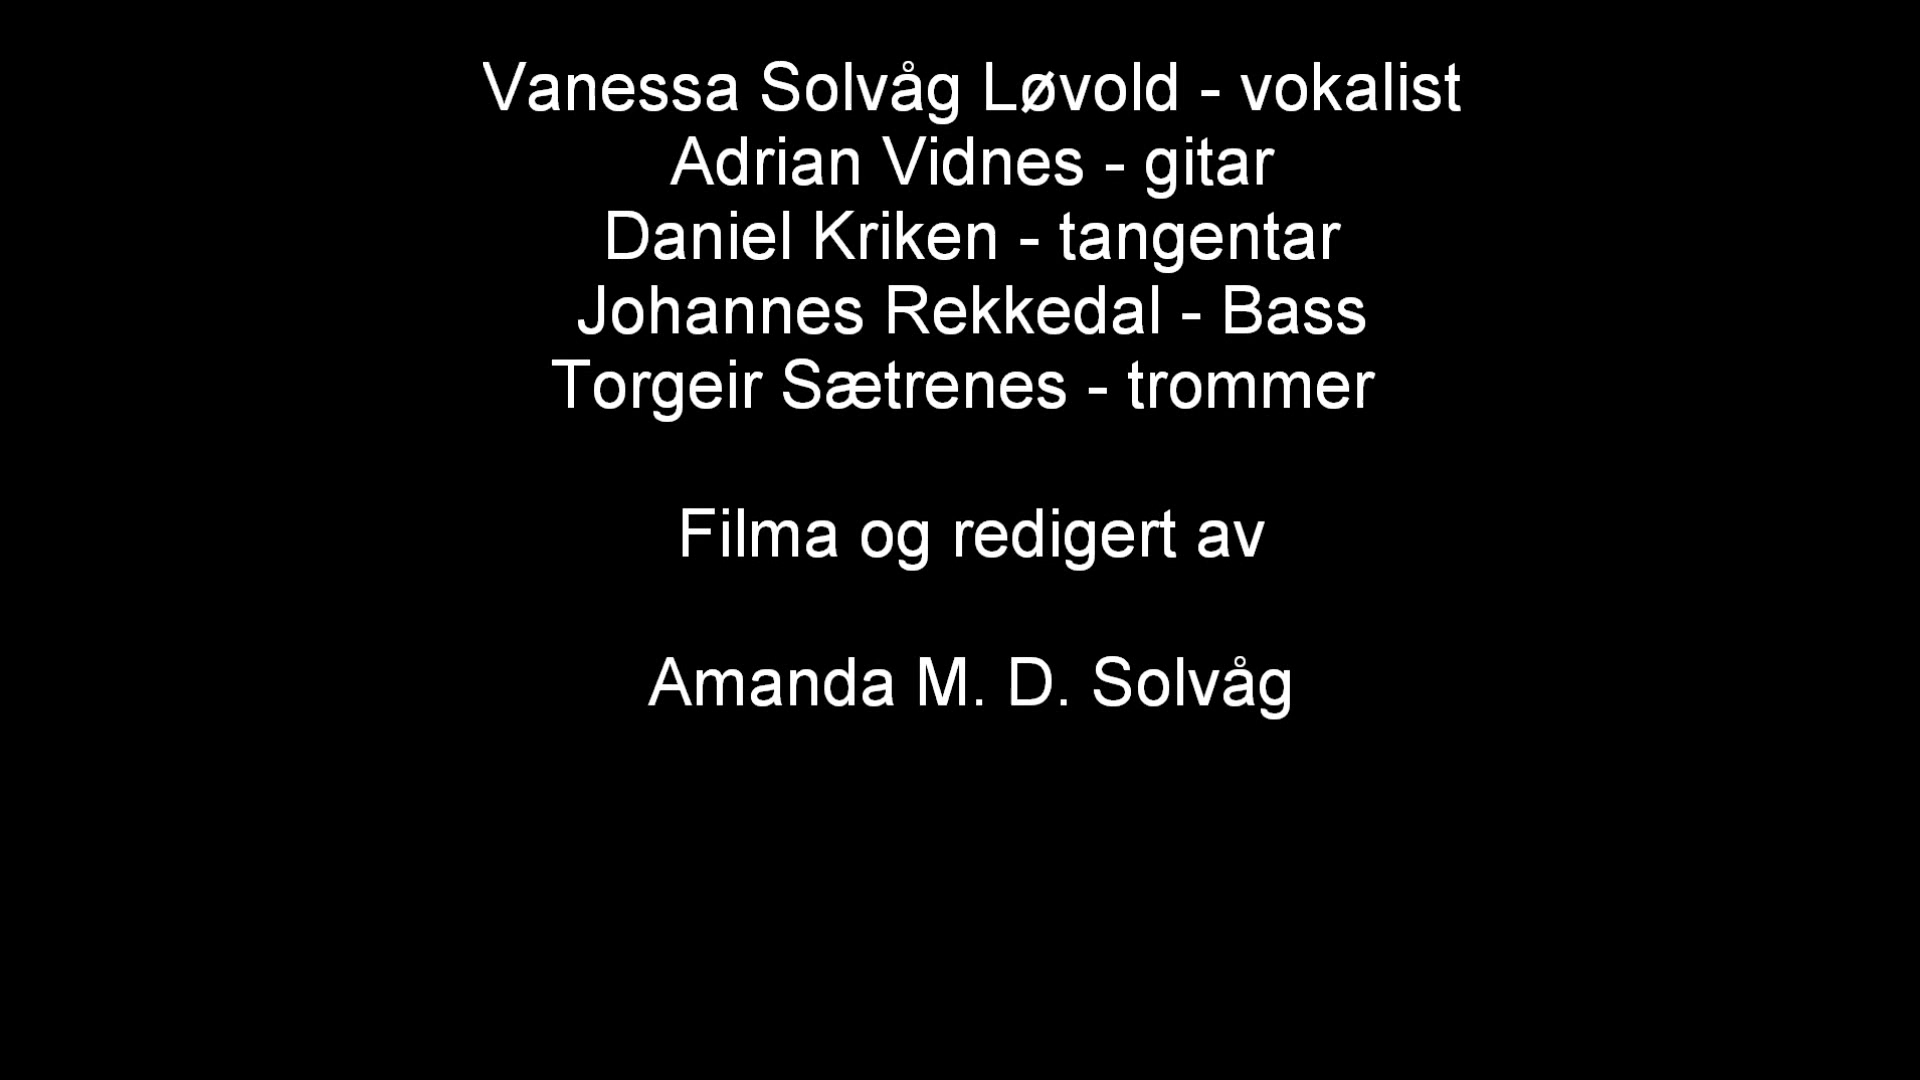 Vanessa Solvåg Løvold - vokalist
Adrian Vidnes - gitar
Daniel Kriken - tangentar
Johannes Rekkedal - Bass
Torgeir Sætrenes - trommer
Filma og redigert av
Amanda M. D. Solvåg